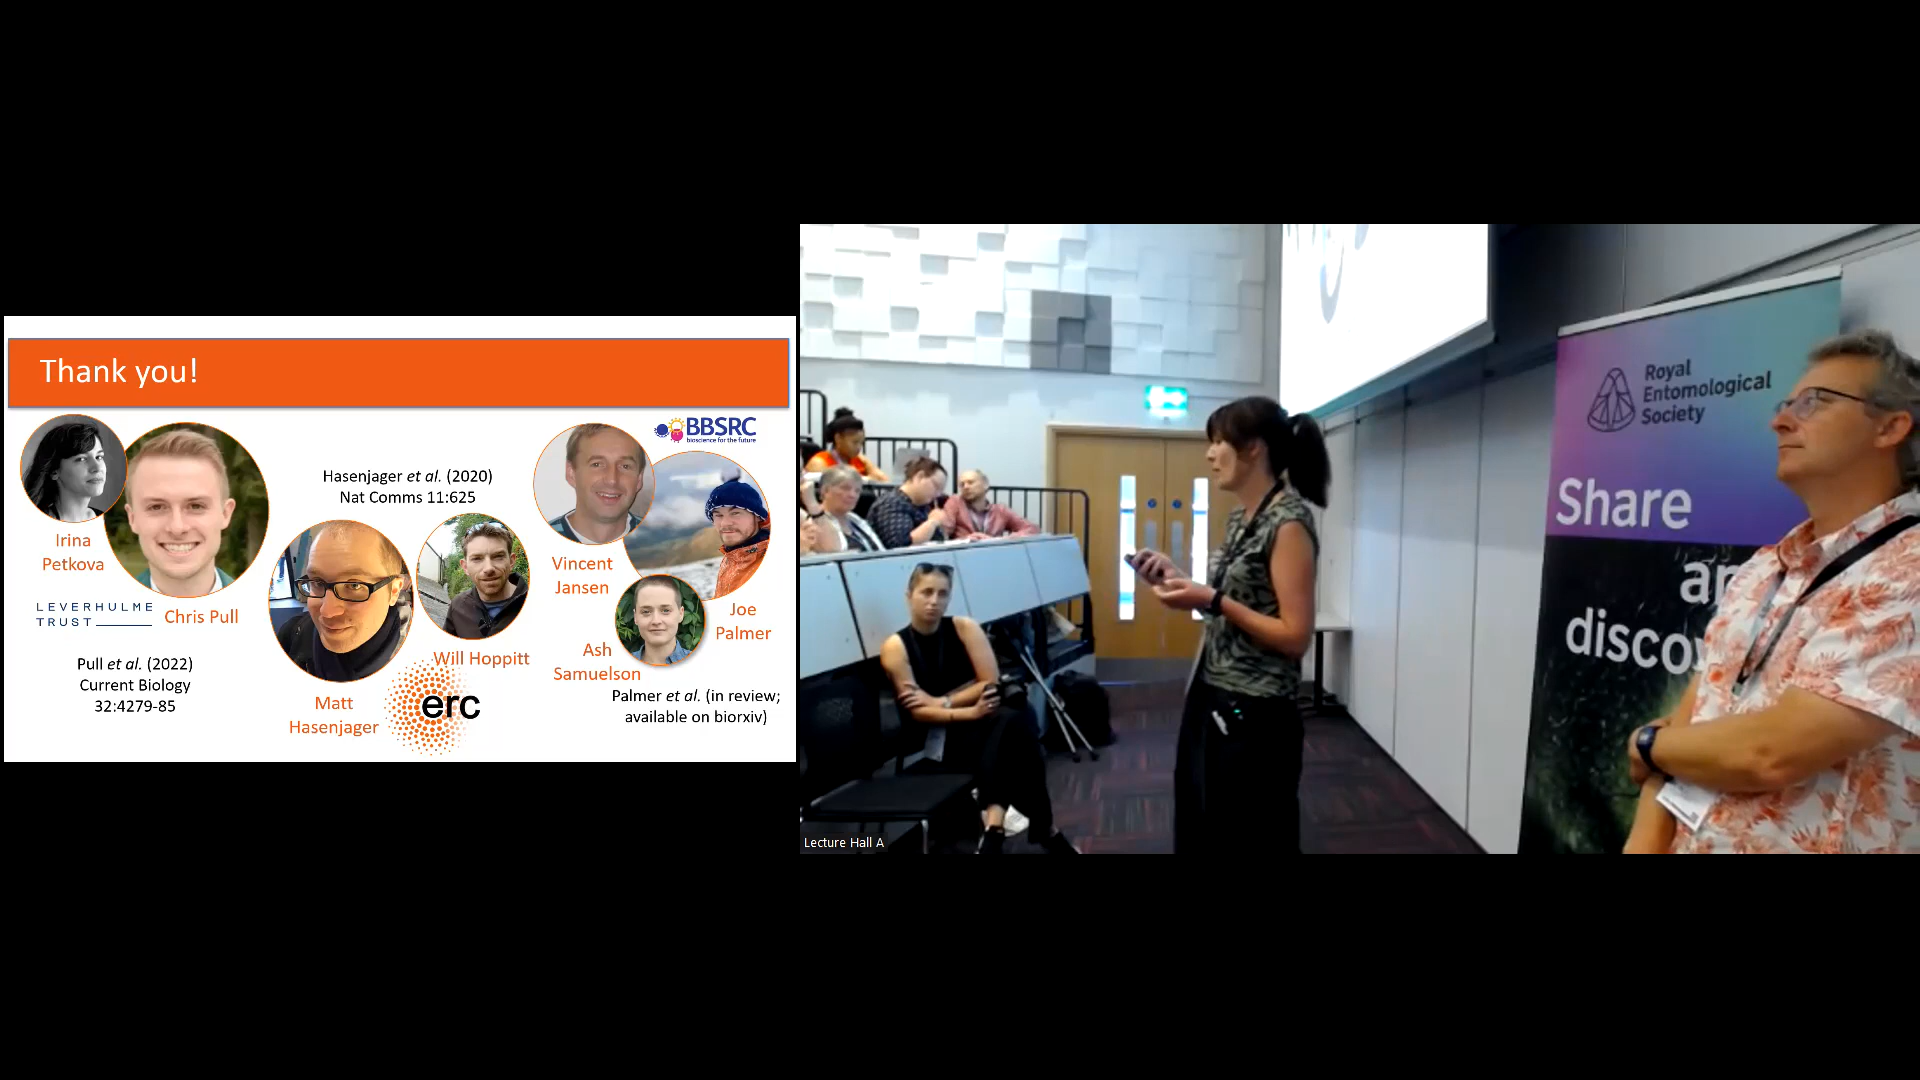 Thank you!
BBSRC
bioscience for the future
Hasenjager et al. (2020)
Nat Comms 11:625
Irina
Petkova
Vincent
Jansen
LEVERHULME
TRUST
Chris Pull
Joe
Palmer
Ash
Samuelson
Will Hoppitt
Pull et al. (2022)
Current Biology
32:4279-85
Matt
Hasenjager
erc
Palmer et al. (in review;
available on biorxiv)
Royal
Entomological
Society
Share
disco
Lecture Hall A